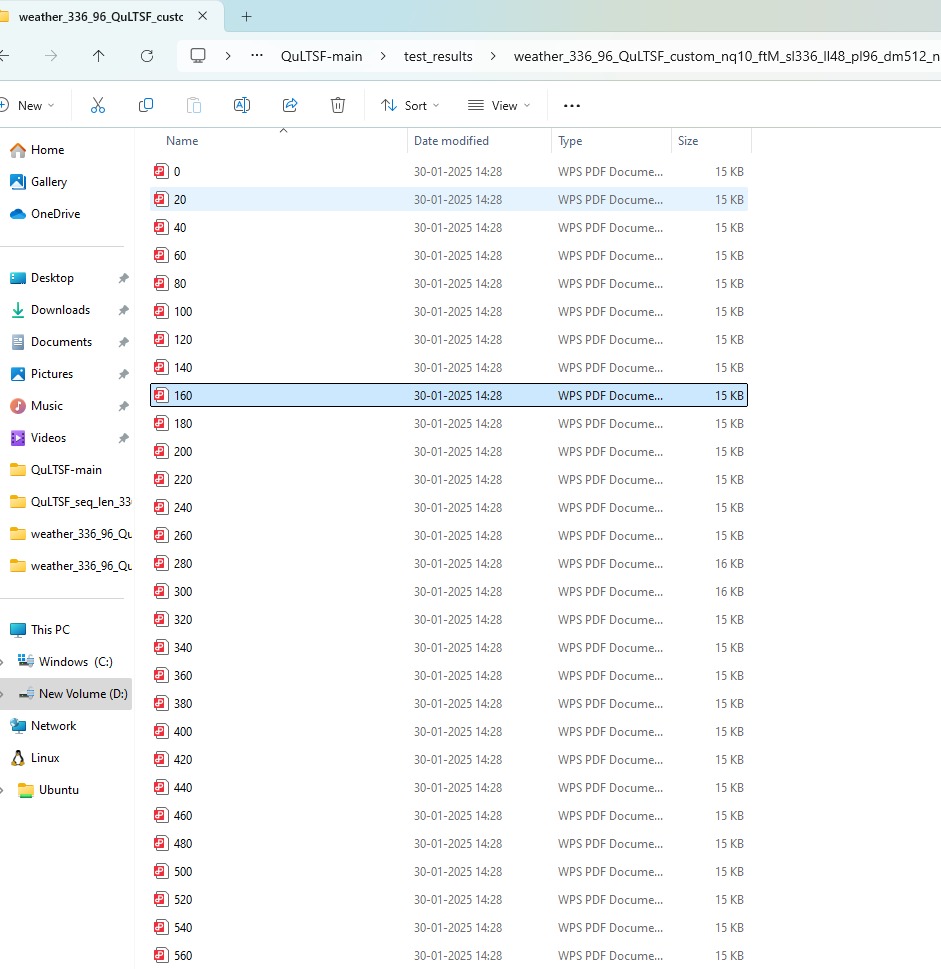 weather_336_96_QuLTSF_custc
QuLTSF-main > test_results > weather_336_96_QuLTSF_custom_nq10_ftM_sl336_ll48_pl96_dm512_n
New Sort View
Name Date modified Type Size
Home
Gallery
OneDrive
Desktop
Downloads
Documents
Pictures
Music
Videos
QuLTSF-main
QuLTSF_seq_len_33
weather_336_96_Qu
weather_336_96_Qu
This PC
Windows (C:)
New Volume (D:)
Network
Linux
Ubuntu
0 30-01-2025 14:28 WPS PDF Docume... 15 KB
20 30-01-2025 14:28 WPS PDF Docume... 15 KB
40 30-01-2025 14:28 WPS PDF Docume... 15 KB
60 30-01-2025 14:28 WPS PDF Docume... 15 KB
80 30-01-2025 14:28 WPS PDF Docume... 15 KB
100 30-01-2025 14:28 WPS PDF Docume... 15 KB
120 30-01-2025 14:28 WPS PDF Docume... 15 KB
140 30-01-2025 14:28 WPS PDF Docume... 15 KB
160 30-01-2025 14:28 WPS PDF Docume... 15 KB
180 30-01-2025 14:28 WPS PDF Docume... 15 KB
200 30-01-2025 14:28 WPS PDF Docume... 15 KB
220 30-01-2025 14:28 WPS PDF Docume... 15 KB
240 30-01-2025 14:28 WPS PDF Docume... 15 KB
260 30-01-2025 14:28 WPS PDF Docume... 15 KB
280 30-01-2025 14:28 WPS PDF Docume... 16 KB
300 30-01-2025 14:28 WPS PDF Docume... 16 KB
320 30-01-2025 14:28 WPS PDF Docume... 15 KB
340 30-01-2025 14:28 WPS PDF Docume... 15 KB
360 30-01-2025 14:28 WPS PDF Docume... 15 KB
380 30-01-2025 14:28 WPS PDF Docume... 15 KB
400 30-01-2025 14:28 WPS PDF Docume... 15 KB
420 30-01-2025 14:28 WPS PDF Docume... 15 KB
440 30-01-2025 14:28 WPS PDF Docume... 15 KB
460 30-01-2025 14:28 WPS PDF Docume... 15 KB
480 30-01-2025 14:28 WPS PDF Docume... 15 KB
500 30-01-2025 14:28 WPS PDF Docume... 15 KB
520 30-01-2025 14:28 WPS PDF Docume... 15 KB
540 30-01-2025 14:28 WPS PDF Docume... 15 KB
560 30-01-2025 14:28 WPS PDF Docume... 15 KB